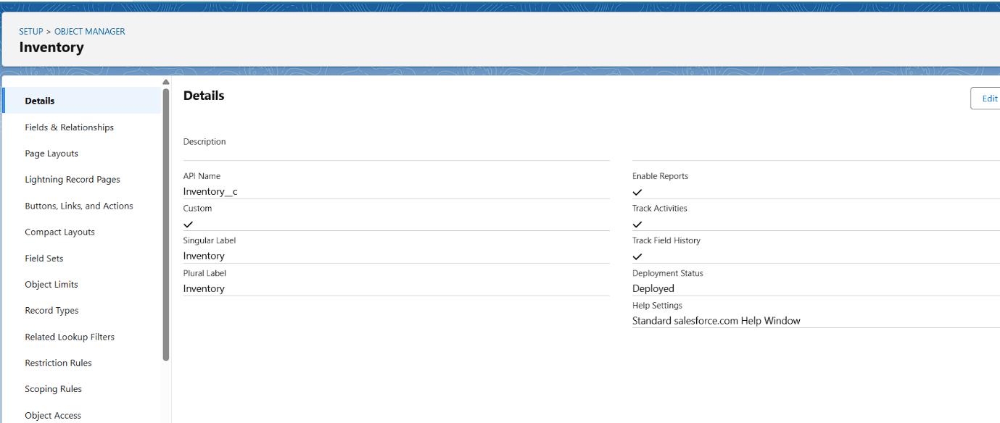 SETUP > OBJECT MANAGER
Inventory
Details
Fields & Relationships
Page Layouts
Lightning Record Pages
Buttons, Links, and Actions
Compact Layouts
Field Sets
Object Limits
Record Types
Related Lookup Filters
Restriction Rules
Scoping Rules
Object Access
Details
Edit
Description
API Name
Inventory__c
Custom
Singular Label
Inventory
Plural Label
Inventory
Enable Reports
Track Activities
Track Field History
Deployment Status
Deployed
Help Settings
Standard salesforce.com Help Window